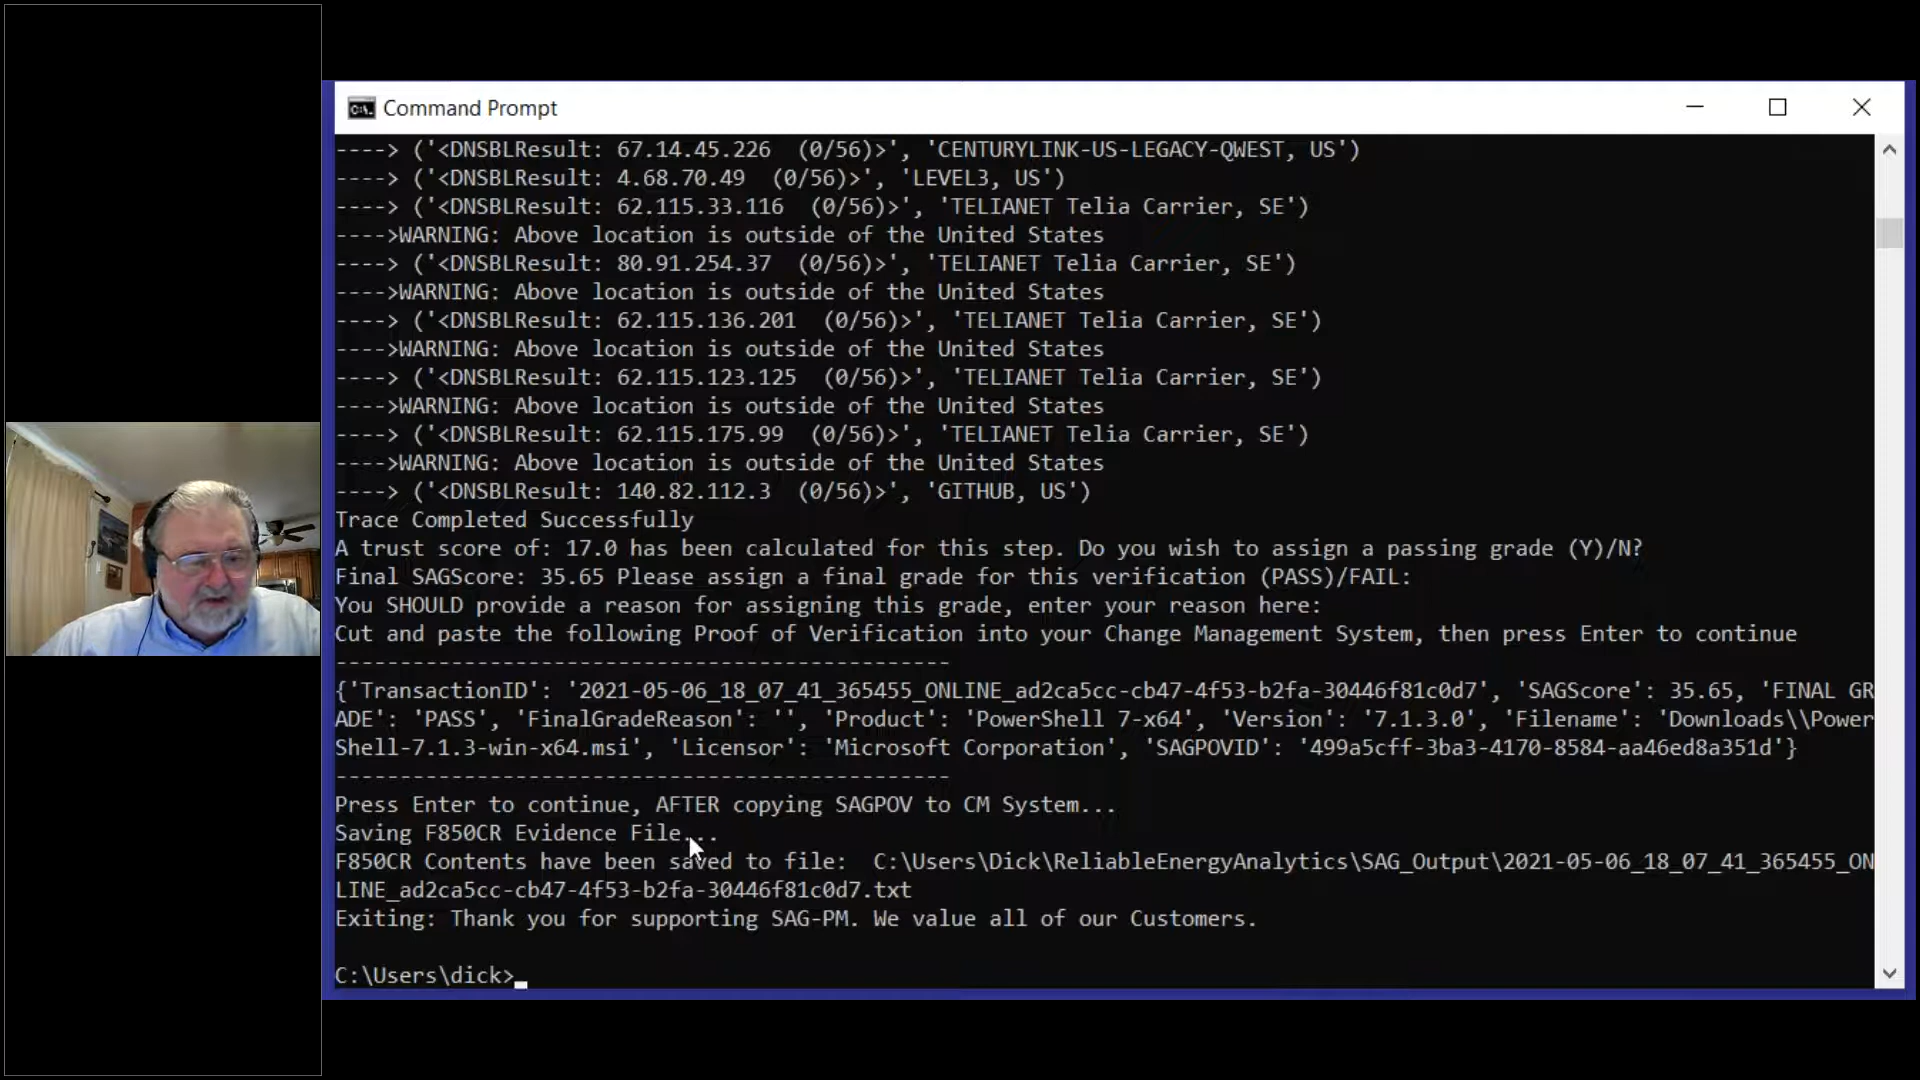 Command Prompt
----> ('<DNSBLResult: 67.14.45.226  (0/56)>', 'CENTURYLINK-US-LEGACY-QWEST, US')
----> ('<DNSBLResult: 4.68.70.49  (0/56)>', 'LEVEL3, US')
----> ('<DNSBLResult: 62.115.33.116  (0/56)>', 'TELIANET Telia Carrier, SE')
---->WARNING: Above location is outside of the United States
----> ('<DNSBLResult: 80.91.254.37  (0/56)>', 'TELIANET Telia Carrier, SE')
---->WARNING: Above location is outside of the United States
----> ('<DNSBLResult: 62.115.136.201  (0/56)>', 'TELIANET Telia Carrier, SE')
---->WARNING: Above location is outside of the United States
----> ('<DNSBLResult: 62.115.123.125  (0/56)>', 'TELIANET Telia Carrier, SE')
---->WARNING: Above location is outside of the United States
----> ('<DNSBLResult: 62.115.175.99  (0/56)>', 'TELIANET Telia Carrier, SE')
---->WARNING: Above location is outside of the United States
----> ('<DNSBLResult: 140.82.112.3  (0/56)>', 'GITHUB, US')
Trace Completed Successfully
A trust score of: 17.0 has been calculated for this step. Do you wish to assign a passing grade (Y)/N?
Final SAGScore: 35.65 Please assign a final grade for this verification (PASS)/FAIL:
You SHOULD provide a reason for assigning this grade, enter your reason here:
Cut and paste the following Proof of Verification into your Change Management System, then press Enter to continue
------------------------------------------------
{'TransactionID': '2021-05-06_18_07_41_365455_ONLINE_ad2ca5cc-cb47-4f53-b2fa-30446f81c0d7', 'SAGScore': 35.65, 'FINAL GR
ADE': 'PASS', 'FinalGradeReason': '', 'Product': 'PowerShell 7-x64', 'Version': '7.1.3.0', 'Filename': 'Downloads\\Power
Shell-7.1.3-win-x64.msi', 'Licensor': 'Microsoft Corporation', 'SAGPOVID': '499a5cff-3ba3-4170-8584-aa46ed8a351d'}
------------------------------------------------
Press Enter to continue, AFTER copying SAGPOV to CM System...
Saving F850CR Evidence File...
F850CR Contents have been saved to file:  C:\Users\Dick\ReliableEnergyAnalytics\SAG_Output\2021-05-06_18_07_41_365455_ON
LINE_ad2ca5cc-cb47-4f53-b2fa-30446f81c0d7.txt
Exiting: Thank you for supporting SAG-PM. We value all of our Customers.
C:\Users\dick>